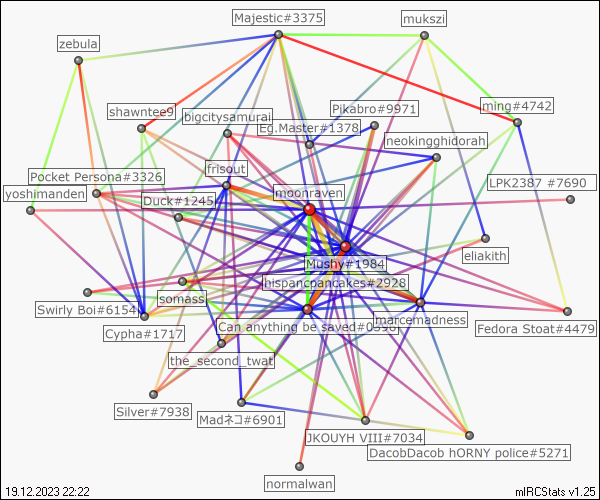 Majestic#3375
mukszi
zebula
ming#4742
shawntee9
Pikabro#9971
bigcitysamurai
Eg.Master#1378
neokingghidorah
frisout
Pocket Persona#3326
LPK2387 #7690
yoshimanden
Duck#1245
moonraven
Mushy#1984
eliakith
hispancpancakes#2928
somassi
Swirly Boi#6154
Cypha#1717
marcemadness
Fedora Stoat#4479
the_second_twat
Silver#7938
Madネコ#6901
JKOUYH VIII#7034
DacobDacob hORNY police#5271
normalwan
Can anything be saved
19.12.2023 22:22
mIRCStats v1.25